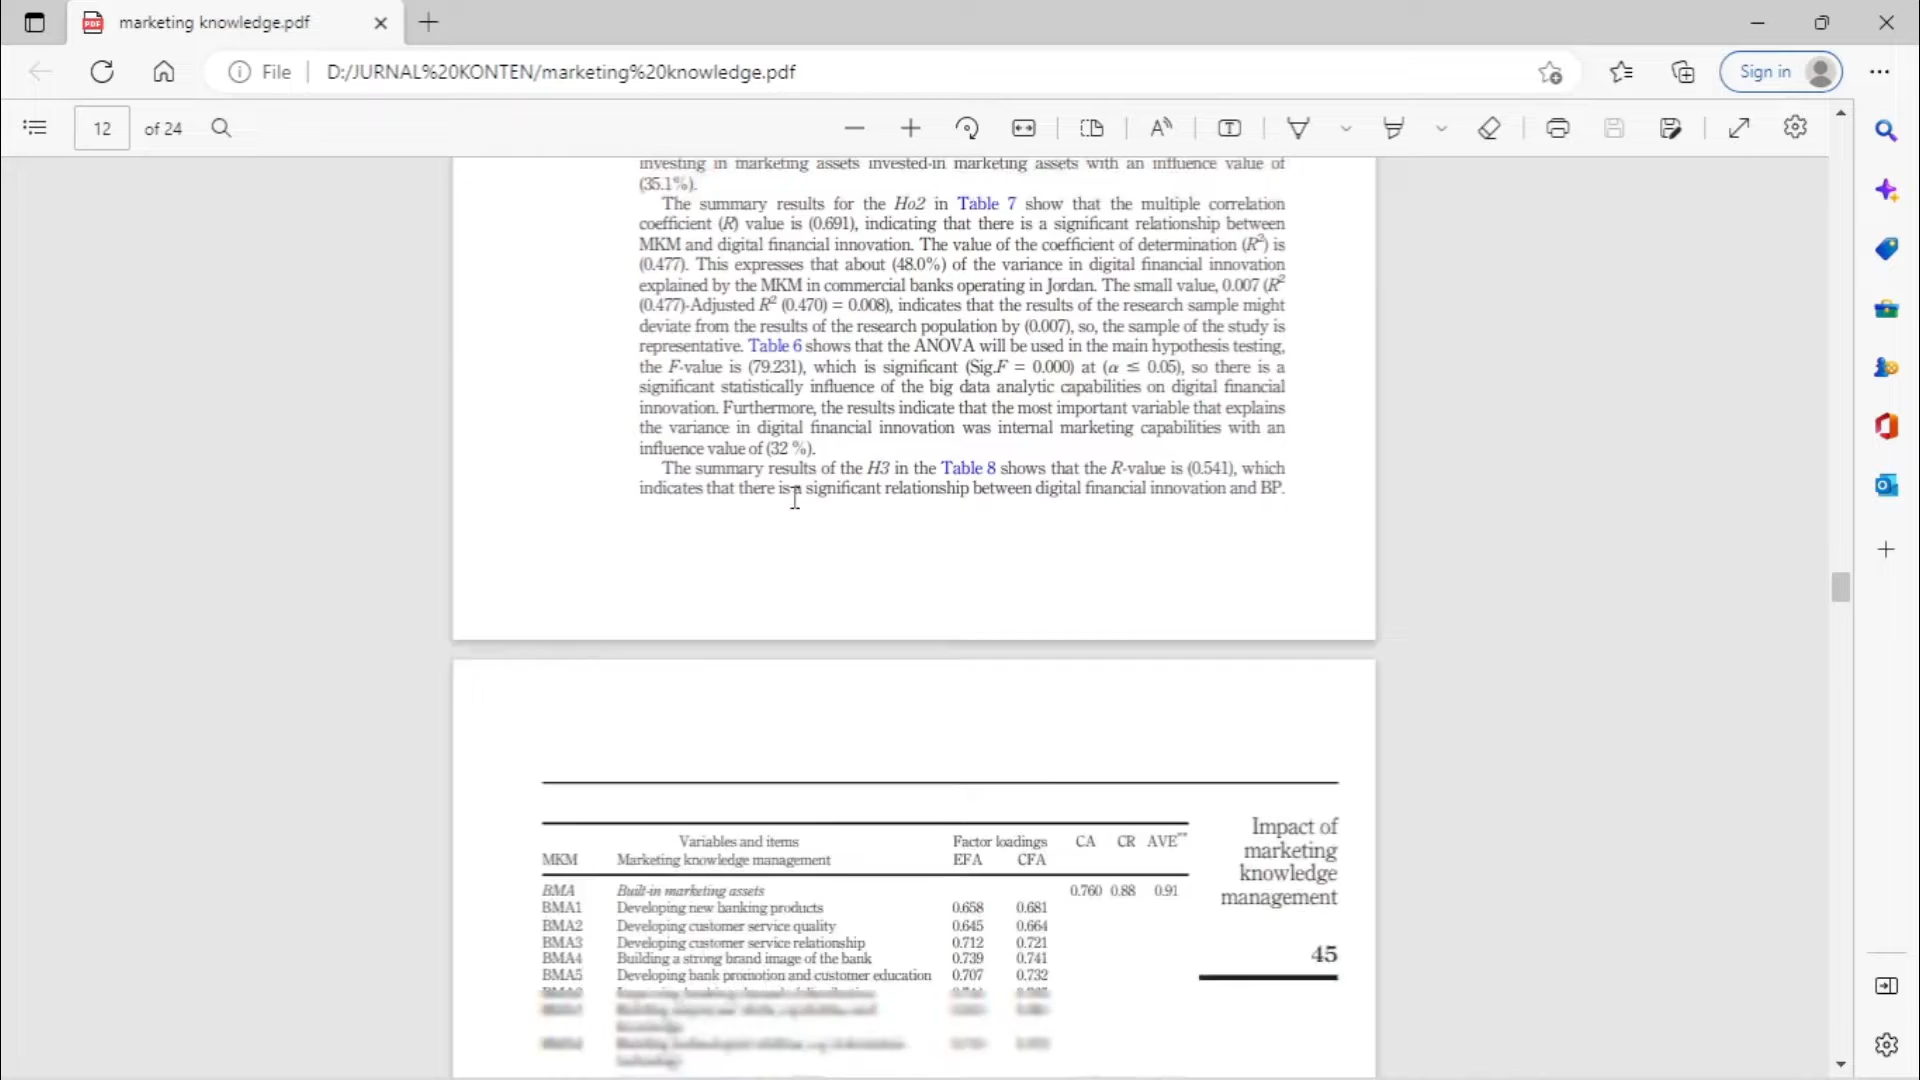 marketing knowledge.pdf
File
D:/JURNAL%20KONTEN/marketing%20knowledge.pdf
Sign in
12 of 24
investing in marketing assets invested-in marketing assets with an influence value of
(35.1%).
The summary results for the Ho2 in Table 7 show that the multiple correlation
coefficient (R) value is (0.691), indicating that there is a significant relationship between
MKM and digital financial innovation. The value of the coefficient of determination (R²) is
(0.477). This expresses that about (48.0%) of the variance in digital financial innovation
explained by the MKM in commercial banks operating in Jordan. The small value, 0.007 (R²
(0.477)-Adjusted R² (0.470) = 0.008), indicates that the results of the research sample might
deviate from the results of the research population by (0.007), so, the sample of the study is
representative. Table 6 shows that the ANOVA will be used in the main hypothesis testing,
the F-value is (79.231), which is significant (Sig.F = 0.000) at (α ≤ 0.05), so there is a
significant statistically influence of the big data analytic capabilities on digital financial
innovation. Furthermore, the results indicate that the most important variable that explains
the variance in digital financial innovation was internal marketing capabilities with an
influence value of (32 %).
The summary results of the H3 in the Table 8 shows that the R-value is (0.541), which
indicates that there is a significant relationship between digital financial innovation and BP.
Impact of
marketing
knowledge
management
45
Variables and items Factor loadings CA CR AVE**
MKM Marketing knowledge management EFA CFA
BMA Built-in marketing assets 0.760 0.88 0.91
BMA1 Developing new banking products 0.658 0.681
BMA2 Developing customer service quality 0.645 0.664
BMA3 Developing customer service relationship 0.712 0.721
BMA4 Building a strong brand image of the bank 0.739 0.741
BMA5 Developing bank promotion and customer education 0.707 0.732